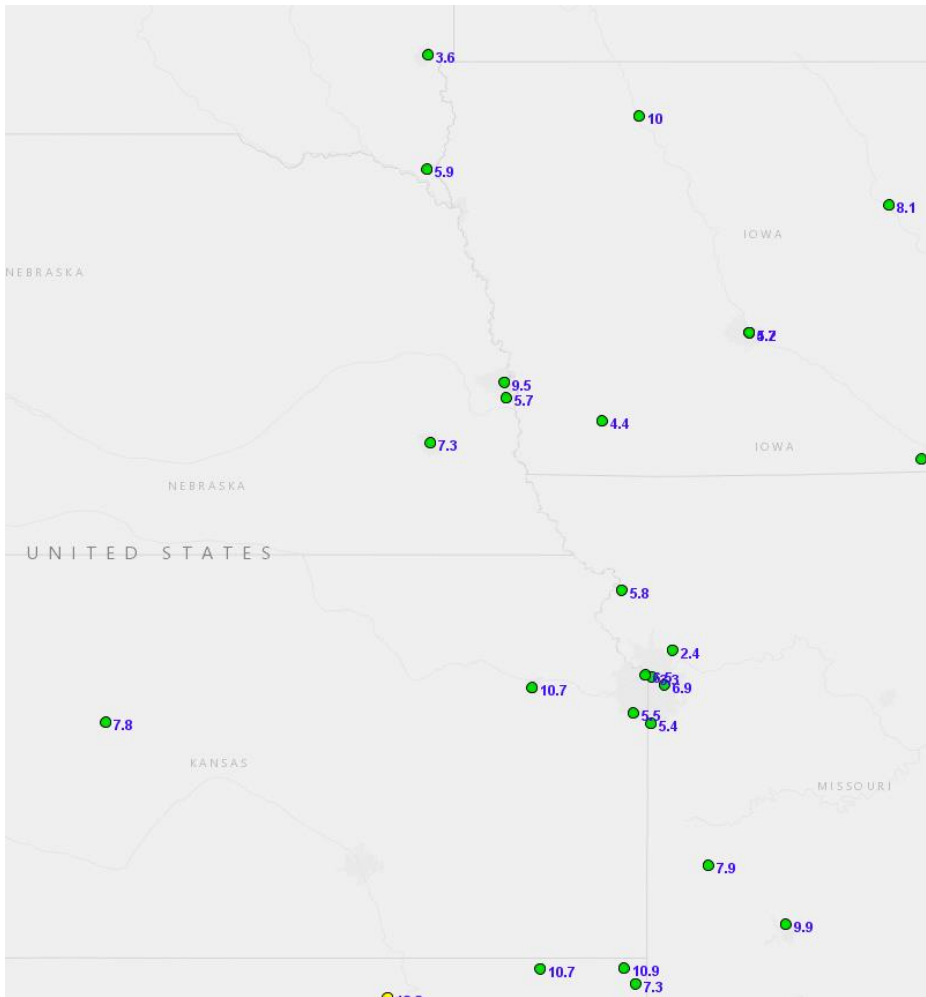 3.6
10
5.9
8.1
IOWA
NEBRASKA
9.5
5.7
4.4
7.3
IOWA
NEBRASKA
UNITED STATES
5.8
2.4
6.9
10.7
5.5
5.4
7.8
KANSAS
MISSOURI
7.9
9.9
10.7
10.9
7.3